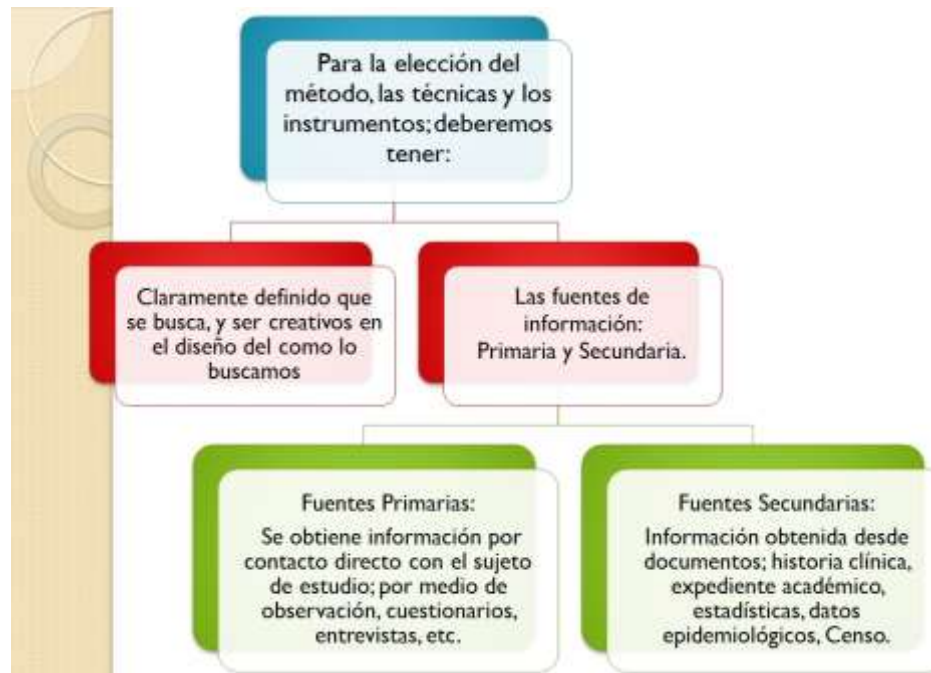 Para la elección del
método, las técnicas y los
instrumentos; deberemos
tener:
Claramente definido que
se busca, y ser creativos en
el diseño del como lo
buscamos
Las fuentes de
información:
Primaria y Secundaria.
Fuentes Primarias:
Se obtiene información por
contacto directo con el sujeto
de estudio; por medio de
observación, cuestionarios,
entrevistas, etc.
Fuentes Secundarias:
Información obtenida desde
documentos; historia clínica,
expediente académico,
estadísticas, datos
epidemiológicos, Censo.